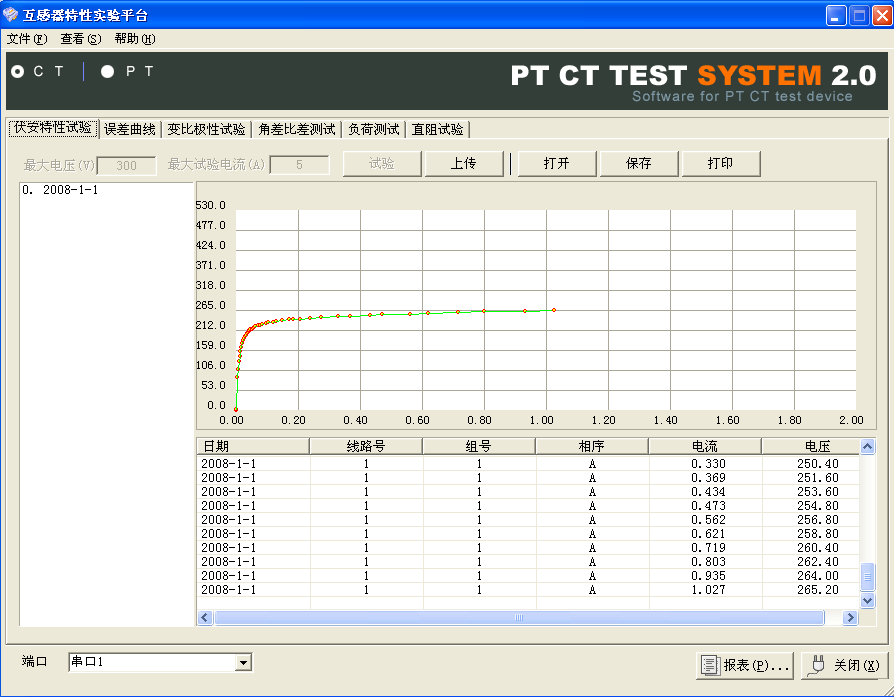 互感器特性实验平台
文件(F) 查看(S) 帮助(H)
CT PT
PT CT TEST SYSTEM 2.0
Software for PT CT test device
伏安特性试验 误差曲线 变比极性试验 角差比差测试 负荷测试 直阻试验
最大电压(V) 300 最大试验电流(A) 5 试验 上传 打开 保存 打印
0. 2008-1-1
530.0
477.0
424.0
371.0
318.0
265.0
212.0
159.0
106.0
53.0
0.0
0.00 0.20 0.40 0.60 0.80 1.00 1.20 1.40 1.60 1.80 2.00
日期 线路号 组号 相序 电流 电压
2008-1-1 1 1 A 0.330 250.40
2008-1-1 1 1 A 0.369 251.60
2008-1-1 1 1 A 0.434 253.60
2008-1-1 1 1 A 0.473 254.80
2008-1-1 1 1 A 0.562 256.80
2008-1-1 1 1 A 0.621 258.80
2008-1-1 1 1 A 0.719 260.40
2008-1-1 1 1 A 0.803 262.40
2008-1-1 1 1 A 0.935 264.00
2008-1-1 1 1 A 1.027 265.20
端口 串口1 报表(P)... 关闭(X)